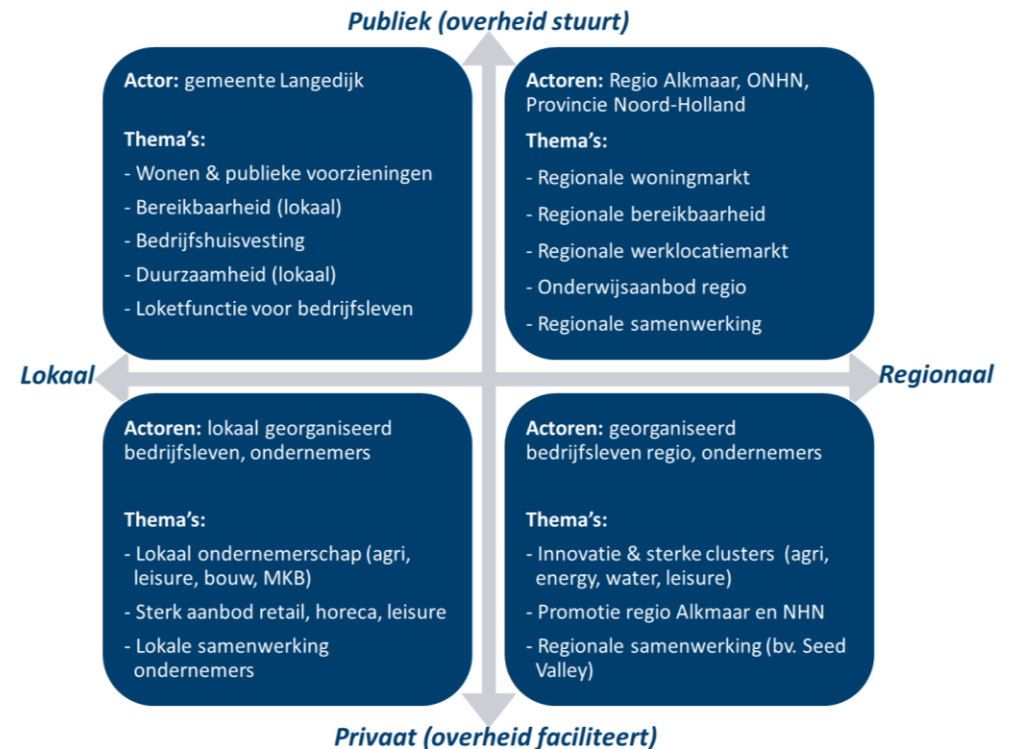 Publiek (overheid stuurt)
Actor: gemeente Langedijk
Thema's:
- Wonen & publieke voorzieningen
- Bereikbaarheid (lokaal)
- Bedrijfshuisvesting
- Duurzaamheid (lokaal)
- Loketfunctie voor bedrijfsleven
Actoren: Regio Alkmaar, ONHN,
Provincie Noord-Holland
Thema's:
- Regionale woningmarkt
- Regionale bereikbaarheid
- Regionale werklocatiemarkt
- Onderwijsaanbod regio
- Regionale samenwerking
Lokaal
Regionaal
Actoren: lokaal georganiseerd
bedrijfsleven, ondernemers
Thema's:
- Lokaal ondernemerschap (agri,
leisure, bouw, MKB)
- Sterk aanbod retail, horeca, leisure
- Lokale samenwerking
ondernemers
Actoren: georganiseerd
bedrijfsleven regio, ondernemers
Thema's:
- Innovatie & sterke clusters (agri,
energy, water, leisure)
- Promotie regio Alkmaar en NHN
- Regionale samenwerking (bv. Seed
Valley)
Privaat (overheid faciliteert)